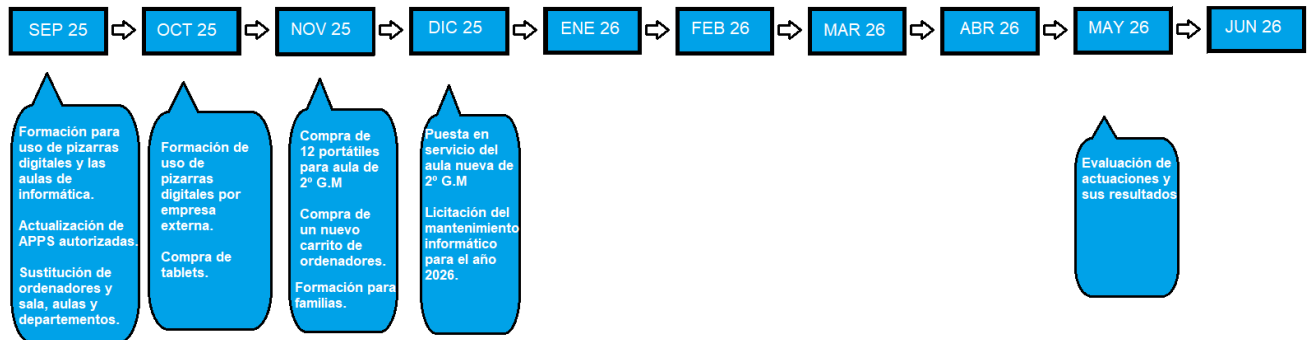 SEP 25
OCT 25
NOV 25
DIC 25
ENE 26
FEB 26
MAR 26
ABR 26
MAY 26
JUN 26
Formación para
uso de pizarras
digitales y las
aulas de
informática.
Actualización de
APPS autorizadas.
Sustitución de
ordenadores y
sala, aulas y
departementos.
Formación de
uso de
pizarras
digitales por
empresa
externa.
Compra de
tablets.
Compra de
12 portátiles
para aula de
2º G.M
Compra de
un nuevo
carrito de
ordenadores.
Formación para
familias.
Puesta en
servicio del
aula nueva de
2º G.M
Licitación del
mantenimiento
informático
para el año
2026.
Evaluación de
actuaciones y
sus resultados